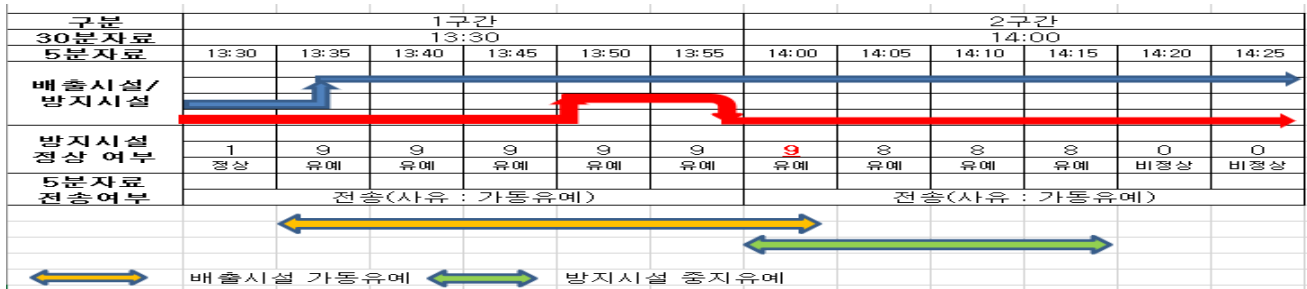 구분 1구간 2구간
30분자료 13:30 14:00
5분자료 13:30 13:35 13:40 13:45 13:50 13:55 14:00 14:05 14:10 14:15 14:20 14:25
배출시설/
방지시설
방지시설
정상 여부
1 9 9 9 9 9 9 8 8 8 0 0
정상 유예 유예 유예 유예 유예 유예 유예 유예 유예 비정상 비정상
5분자료
전송여부
전송(사유 : 가동유예) 전송(사유 : 가동유예)
배출시설 가동유예 방지시설 중지유예